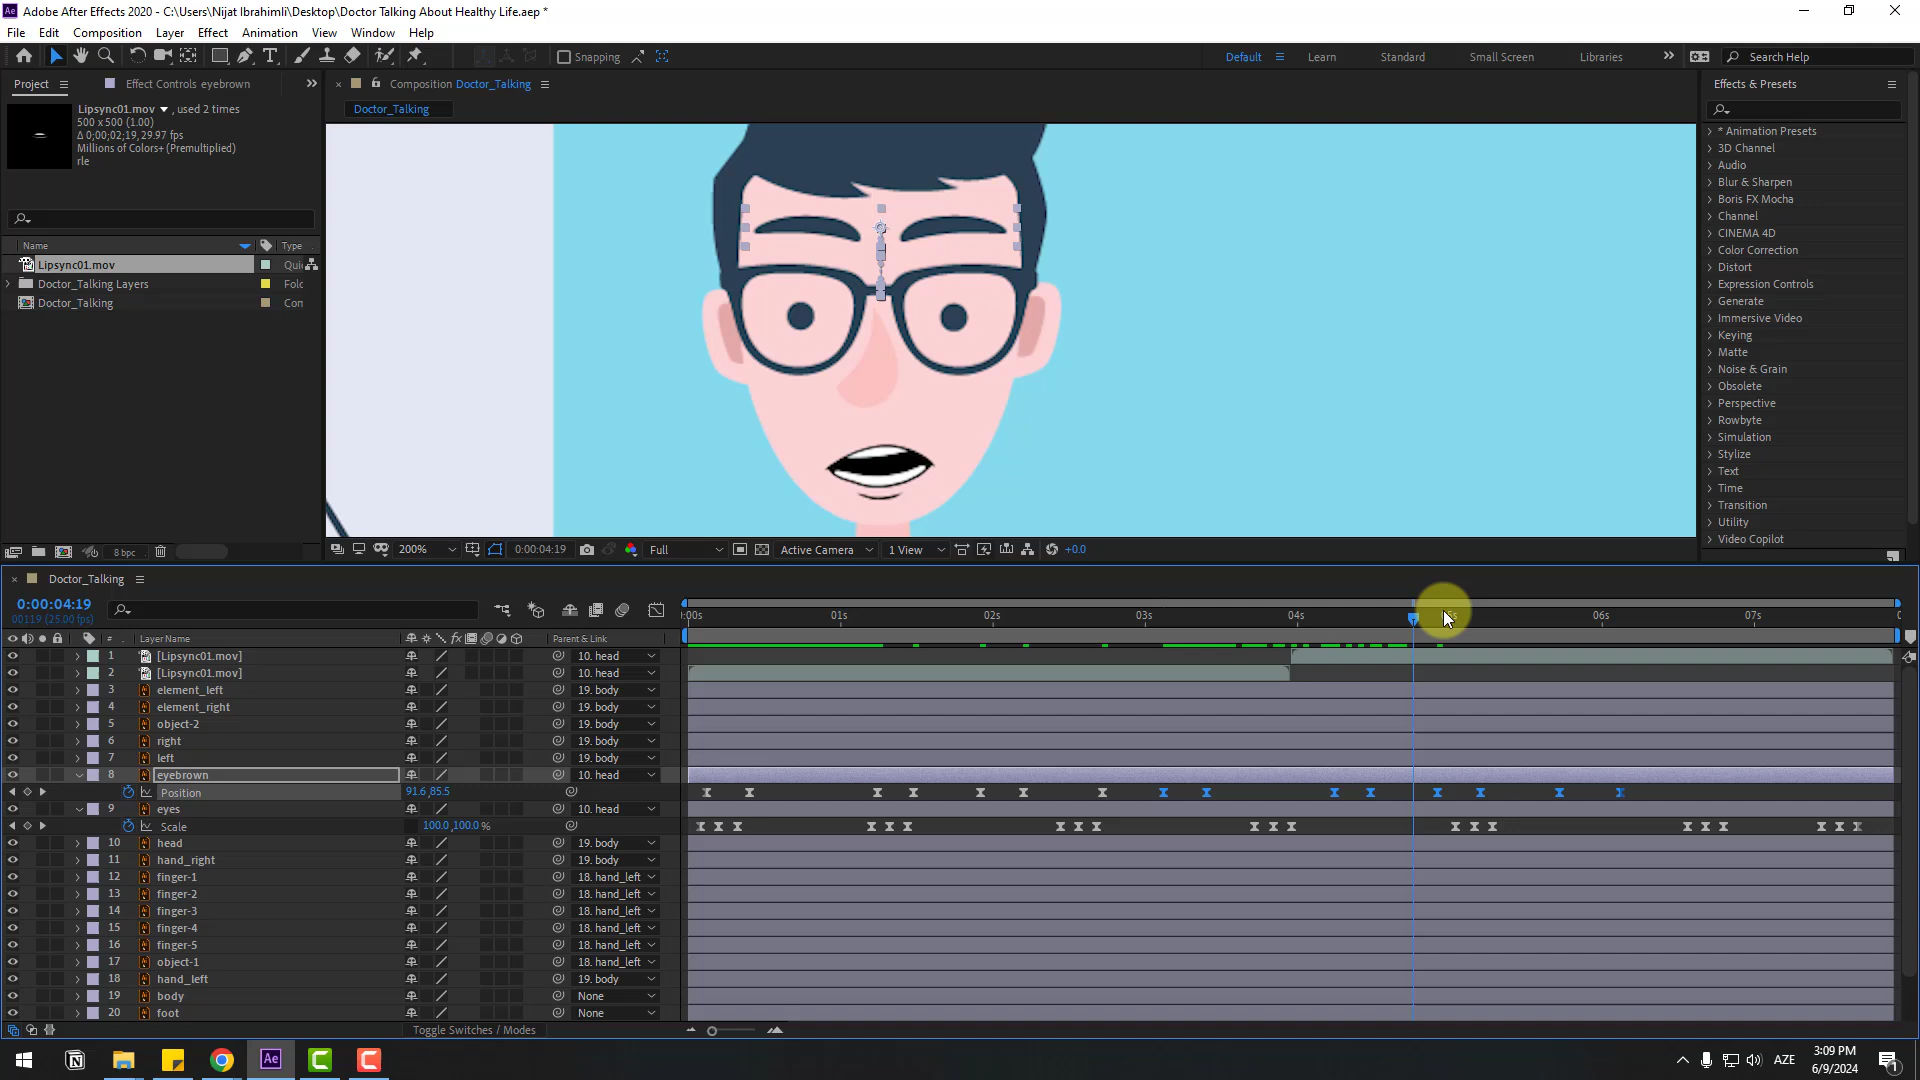 Adobe After Effects 2020 - C:\Users\Nijat Ibrahimli\Desktop\Doctor Talking About Healthy Life.aep *
File Edit Composition Layer Effect Animation View Window Help
Snapping Default Learn Standard Small Screen Libraries Search Help
Project Effect Controls eyebrown Composition Doctor_Talking Effects & Presets
Lipsync01.mov , used 2 times
500 x 500 (1.00)
Δ 0;00;02;19, 29.97 fps
Millions of Colors+ (Premultiplied)
rle
Doctor_Talking
Name Type
Lipsync01.mov Qui
Doctor_Talking Layers Folc
Doctor_Talking Con
* Animation Presets
3D Channel
Audio
Blur & Sharpen
Boris FX Mocha
Channel
CINEMA 4D
Color Correction
Distort
Expression Controls
Generate
Immersive Video
Keying
Matte
Noise & Grain
Obsolete
Perspective
Rowbyte
Simulation
Stylize
Text
Time
Transition
Utility
Video Copilot
8 bpc 200% 0:00:04:19 Full Active Camera 1 View +0.0
Doctor_Talking
0:00:04:19
00119 (25.00 fps)
:00s 01s 02s 03s 04s 06s 07s
# Layer Name Parent & Link
1 [Lipsync01.mov] 10. head
2 [Lipsync01.mov] 10. head
3 element_left 19. body
4 element_right 19. body
5 object-2 19. body
6 right 19. body
7 left 19. body
8 eyebrown 10. head
Position 91.6,85.5
9 eyes 10. head
Scale 100.0,100.0 %
10 head 19. body
11 hand_right 19. body
12 finger-1 18. hand_left
13 finger-2 18. hand_left
14 finger-3 18. hand_left
15 finger-4 18. hand_left
16 finger-5 18. hand_left
17 object-1 18. hand_left
18 hand_left 19. body
19 body None
20 foot None
Toggle Switches / Modes
AZE 3:09 PM
6/9/2024